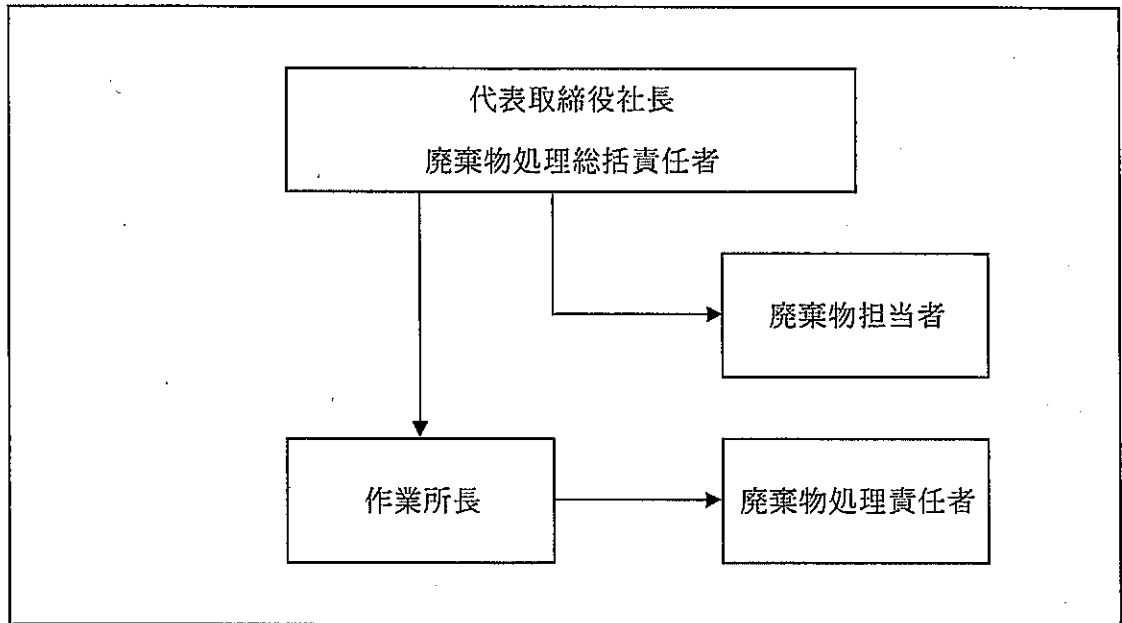 代表取締役社長
廃棄物処理総括責任者
廃棄物担当者
作業所長
廃棄物処理責任者